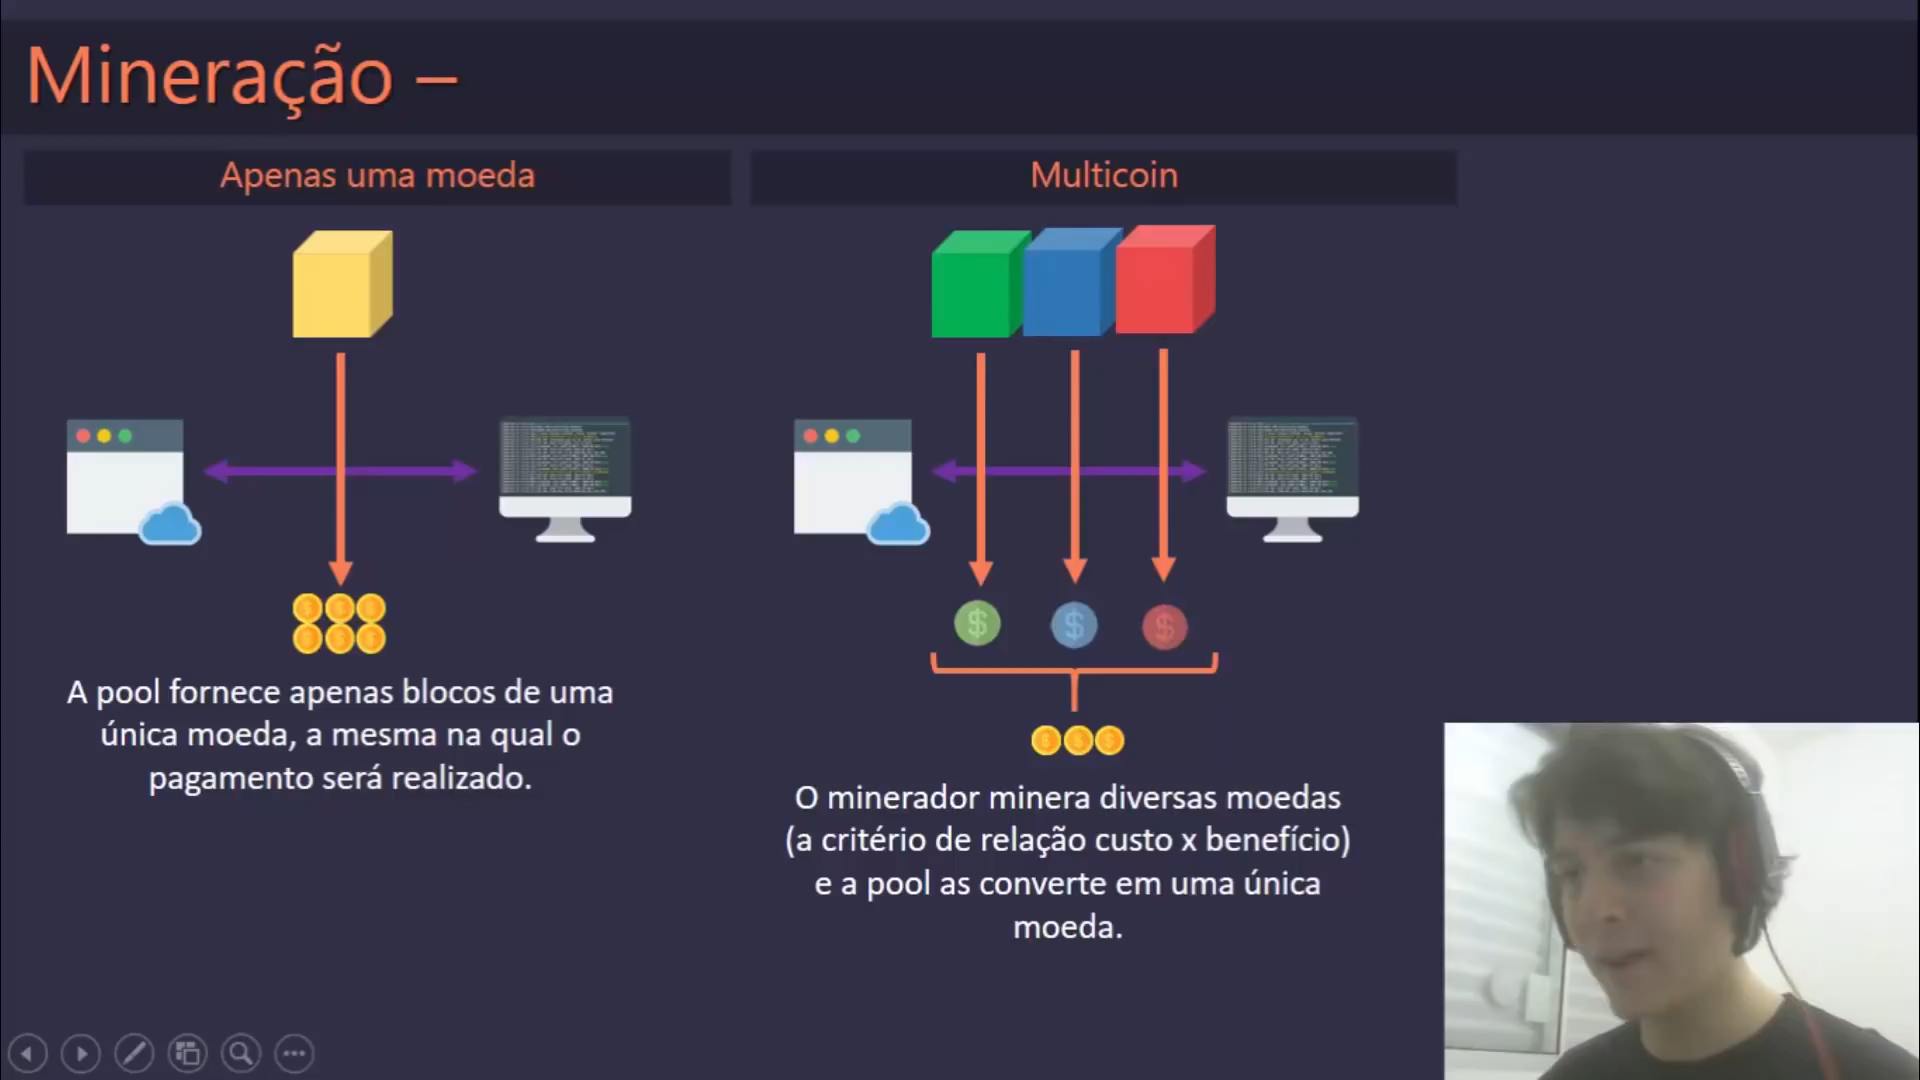 Mineração –
Apenas uma moeda
Multicoin
A pool fornece apenas blocos de uma
única moeda, a mesma na qual o
pagamento será realizado.
O minerador minera diversas moedas
(a critério de relação custo x benefício)
e a pool as converte em uma única
moeda.